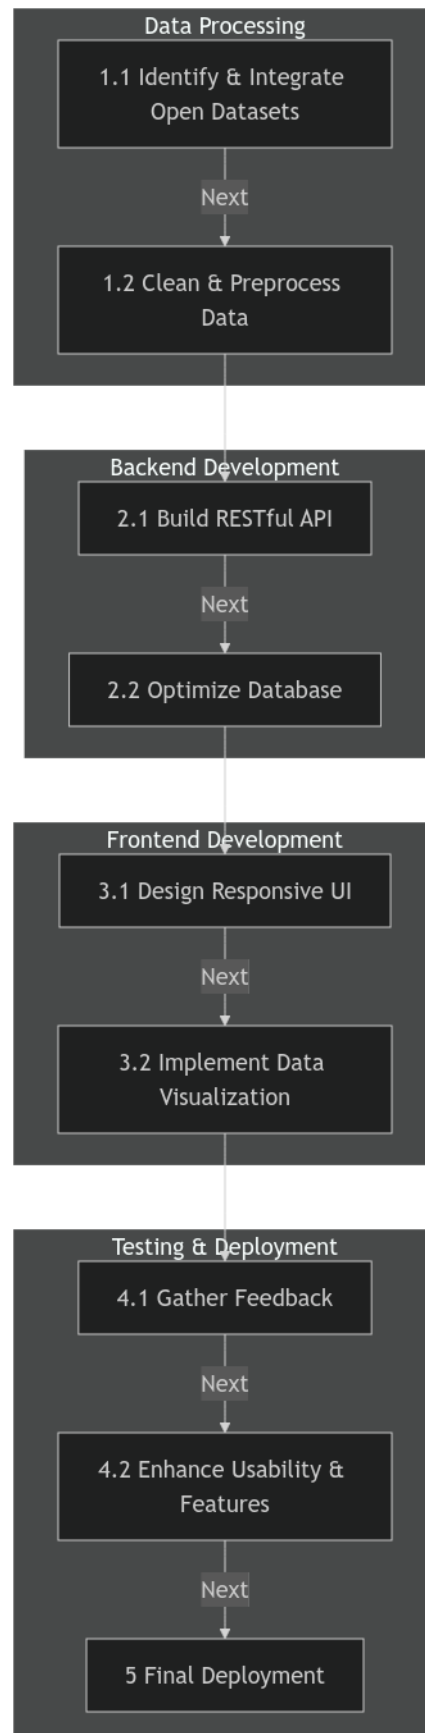 Data Processing
1.1 Identify & Integrate
Open Datasets
Next
1.2 Clean & Preprocess
Data
Backend Development
2.1 Build RESTful API
Next
2.2 Optimize Database
Frontend Development
3.1 Design Responsive UI
Next
3.2 Implement Data
Visualization
Testing & Deployment
4.1 Gather Feedback
Next
4.2 Enhance Usability &
Features
Next
5 Final Deployment